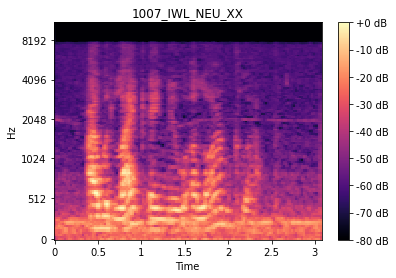 1007_IWL_NEU_XX
Hz
8192
4096
2048
1024
512
0
0 0.5 1 1.5 2 2.5 3
Time
+0 dB
-10 dB
-20 dB
-30 dB
-40 dB
-50 dB
-60 dB
-70 dB
-80 dB